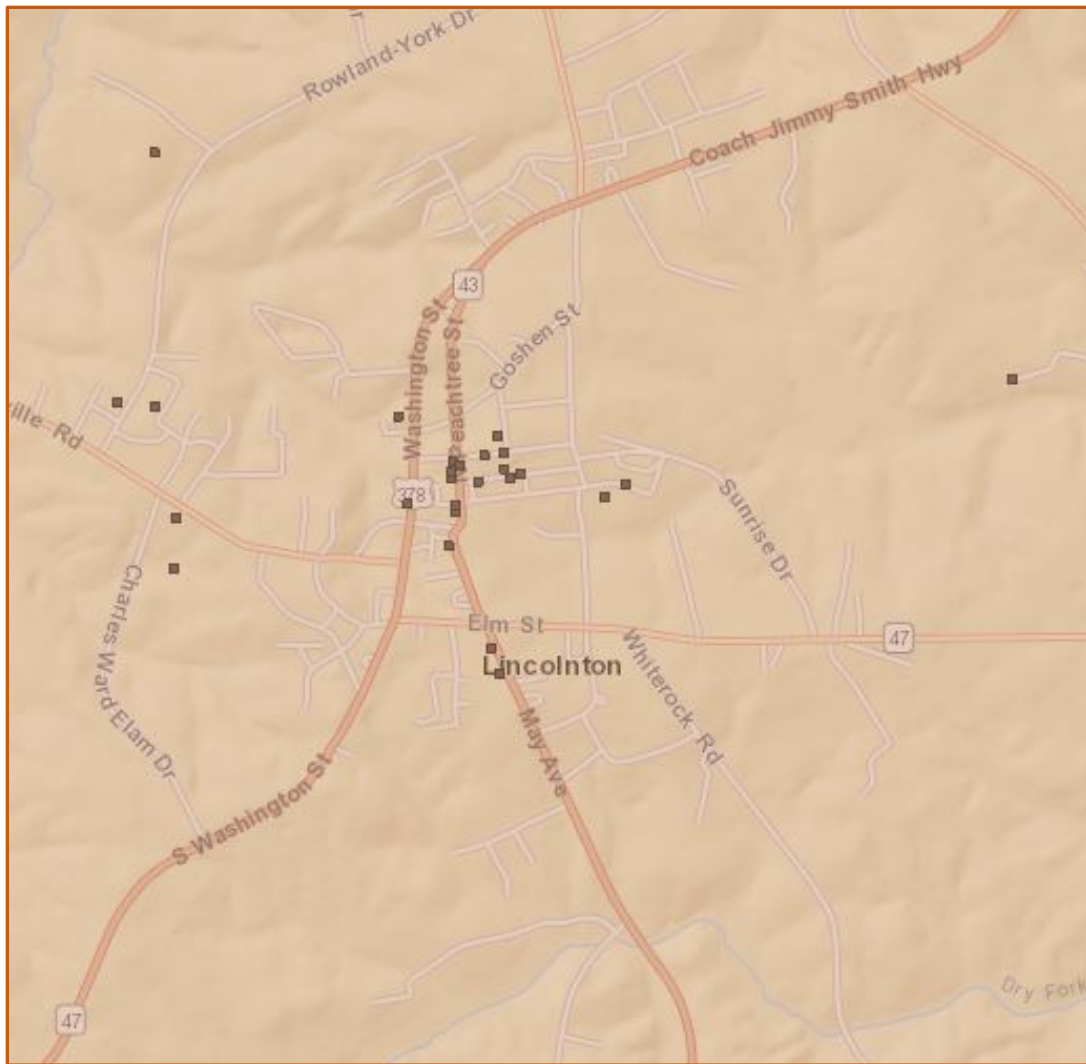 Rowland-York Dr
Coach Jimmy Smith Hwy
43
Washington St
Peachtree St
Goshen St
ville Rd
378
Sunrise Dr
Charles Ward Elam Dr
Elm St
47
Whiterock Rd
Lincolnton
May Ave
S Washington St
Dry Fork
47